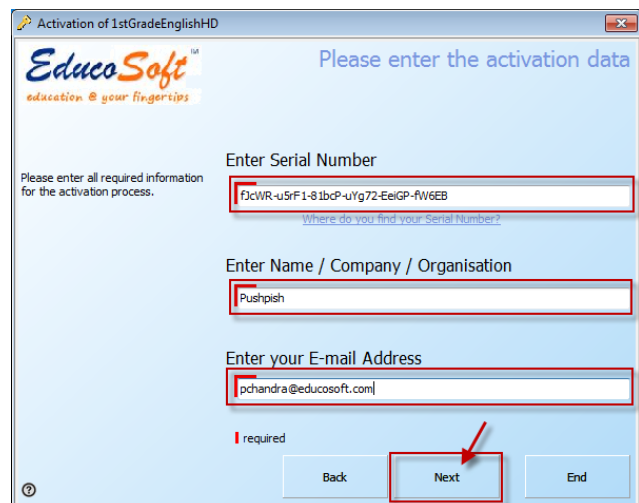 Activation of 1stGradeEnglishHD
EducoSoft™
education @ your fingertips
Please enter the activation data
Please enter all required information
for the activation process.
Enter Serial Number
fJcWR-u5rF1-81bcP-uYg72-EeiGP-fW6EB
Where do you find your Serial Number?
Enter Name / Company / Organisation
Pushpish
Enter your E-mail Address
pchandra@educosoft.com
required
Back
Next
End